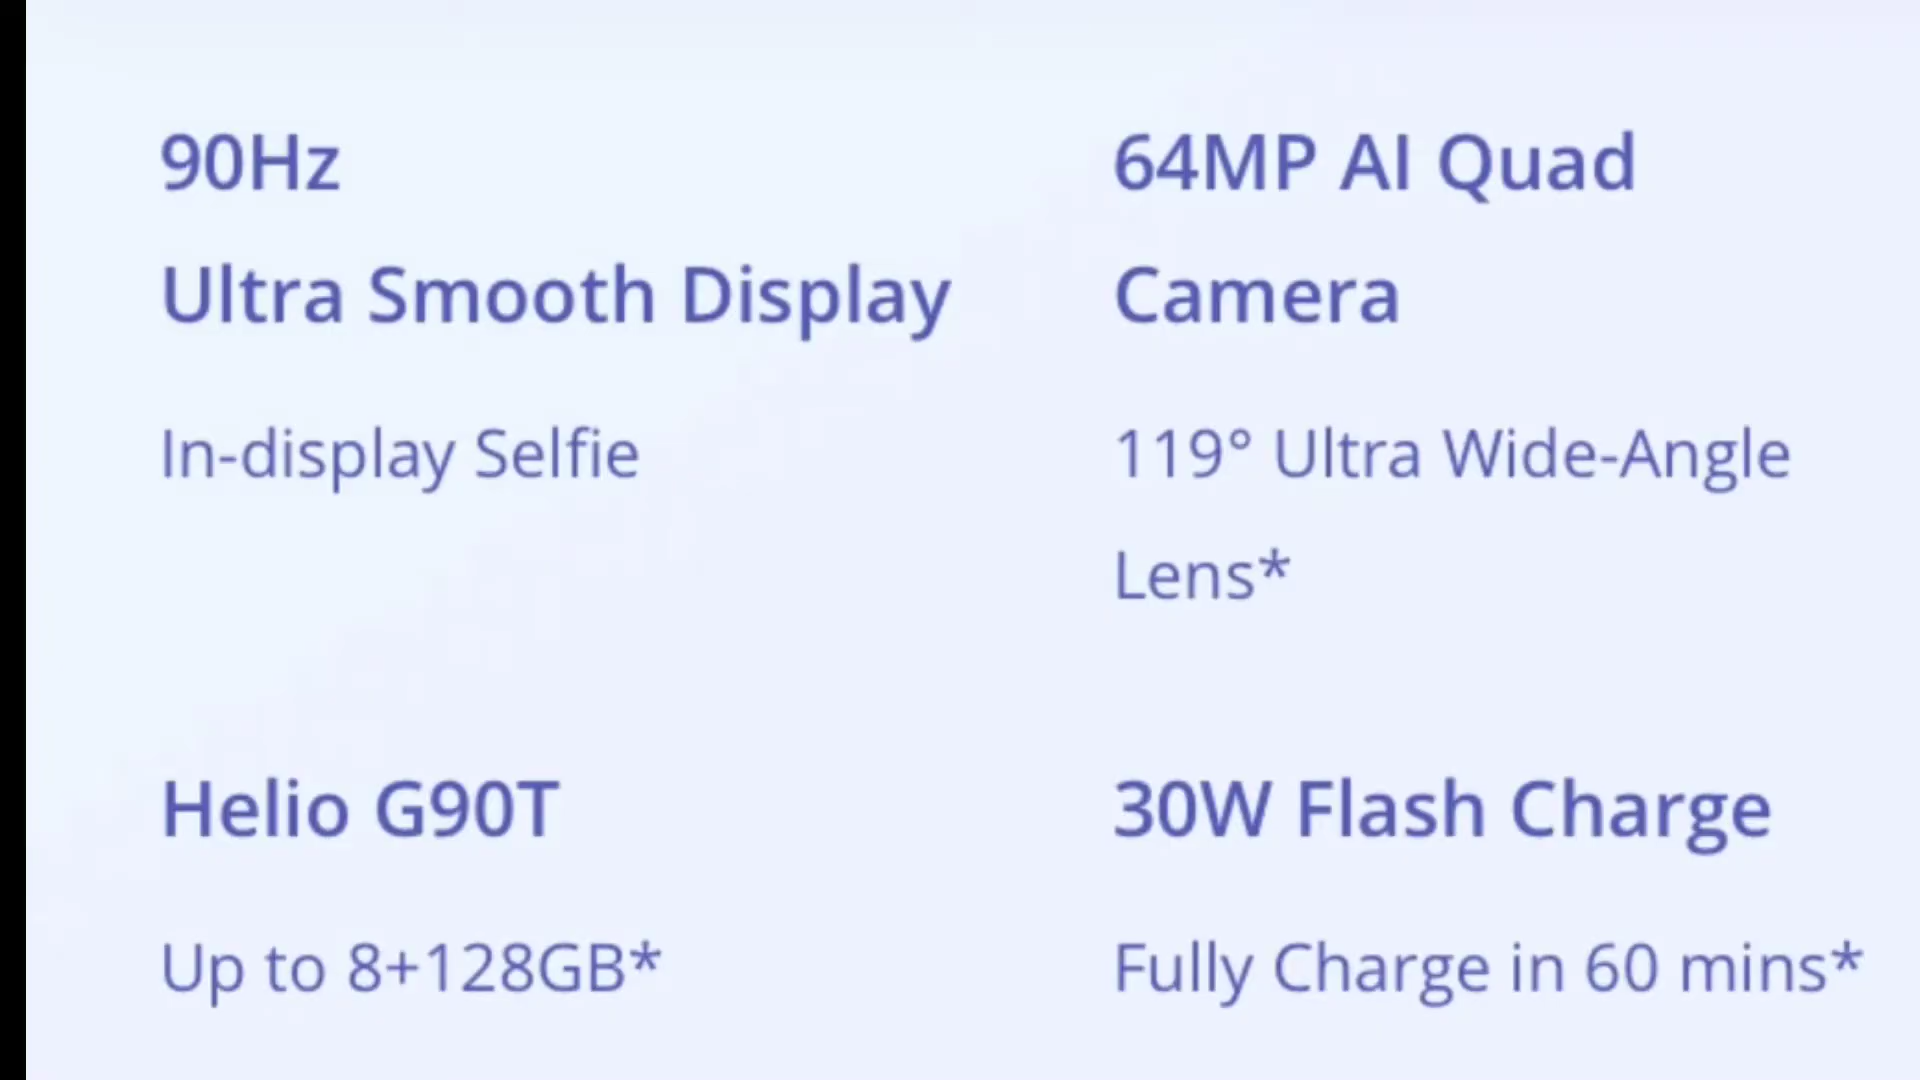 90Hz
Ultra Smooth Display
In-display Selfie
64MP AI Quad
Camera
119° Ultra Wide-Angle
Lens*
Helio G90T
Up to 8+128GB*
30W Flash Charge
Fully Charge in 60 mins*